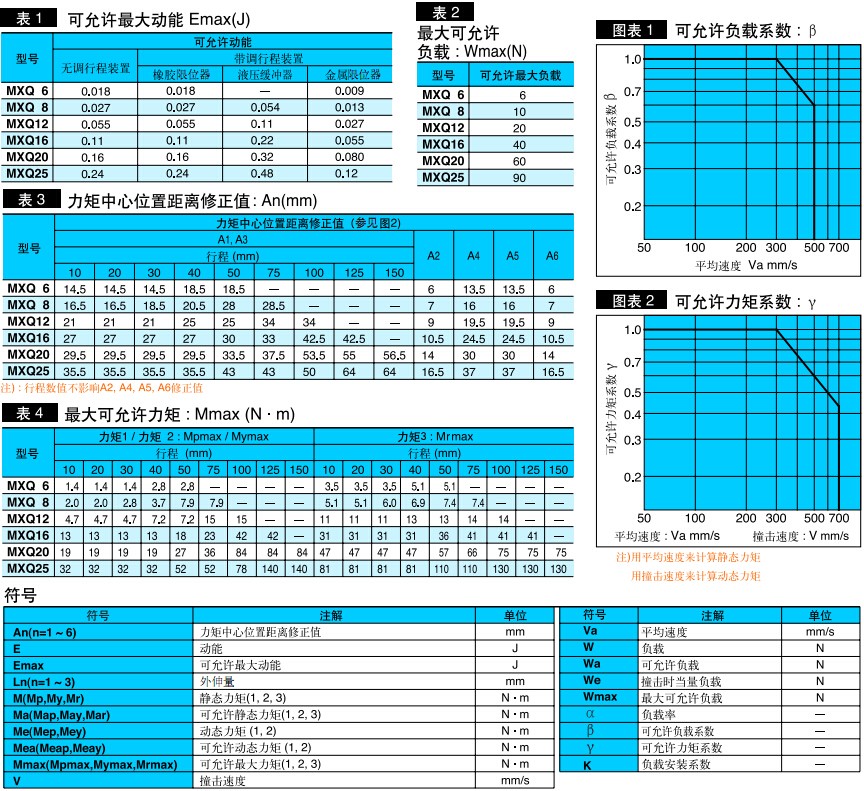 表 1 可允许最大动能 Emax(J)
型号 可允许动能
无调行程装置 带调行程装置
橡胶限位器 液压缓冲器 金属限位器
MXQ 6 0.018 0.018 — 0.009
MXQ 8 0.027 0.027 0.054 0.013
MXQ12 0.055 0.055 0.11 0.027
MXQ16 0.11 0.11 0.22 0.055
MXQ20 0.16 0.16 0.32 0.080
MXQ25 0.24 0.24 0.48 0.12
表 2
最大可允许
负载 : Wmax(N)
型号 可允许最大负载
MXQ 6 6
MXQ 8 10
MXQ12 20
MXQ16 40
MXQ20 60
MXQ25 90
图表 1 可允许负载系数 : β
可允许负载系数 β
1.0
0.7
0.5
0.4
0.3
0.2
50 100 200 300 500 700
平均速度 Va mm/s
表 3 力矩中心位置距离修正值 : An(mm)
型号 力矩中心位置距离修正值 (参见图2)
A1, A3 A2 A4 A5 A6
行程 (mm)
10 20 30 40 50 75 100 125 150
MXQ 6 14.5 14.5 14.5 18.5 18.5 — — — — 6 13.5 13.5 6
MXQ 8 16.5 16.5 18.5 20.5 28 28.5 — — — 7 16 16 7
MXQ12 21 21 21 25 25 34 34 — — 9 19.5 19.5 9
MXQ16 27 27 27 27 30 33 42.5 42.5 — 10.5 24.5 24.5 10.5
MXQ20 29.5 29.5 29.5 29.5 33.5 37.5 53.5 55 56.5 14 30 30 14
MXQ25 35.5 35.5 35.5 35.5 43 43 50 64 64 16.5 37 37 16.5
注) : 行程数值不影响A2, A4, A5, A6修正值
图表 2 可允许力矩系数 : γ
可允许力矩系数 γ
1.0
0.7
0.5
0.4
0.3
0.2
50 100 200 300 500 700
平均速度 : Va mm/s 撞击速度 : V mm/s
注)用平均速度来计算静态力矩
用撞击速度来计算动态力矩
表 4 最大可允许力矩 : Mmax (N · m)
型号 力矩1 / 力矩 2 : Mpmax / Mymax 力矩3 : Mrmax
行程 (mm) 行程 (mm)
10 20 30 40 50 75 100 125 150 10 20 30 40 50 75 100 125 150
MXQ 6 1.4 1.4 1.4 2.8 2.8 — — — — 3.5 3.5 3.5 5.1 5.1 — — — —
MXQ 8 2.0 2.0 2.8 3.7 7.9 7.9 — — — 5.1 5.1 6.0 6.9 7.4 7.4 — — —
MXQ12 4.7 4.7 4.7 7.2 7.2 15 15 — — 11 11 11 13 13 14 14 — —
MXQ16 13 13 13 13 18 23 42 42 — 31 31 31 31 36 41 41 41 —
MXQ20 19 19 19 19 27 36 84 84 84 47 47 47 47 57 66 75 75 75
MXQ25 32 32 32 32 52 52 78 140 140 81 81 81 81 110 110 130 130 130
符号
符号 注解 单位
An(n=1 ~ 6) 力矩中心位置距离修正值 mm
E 动能 J
Emax 可允许最大动能 J
Ln(n=1 ~ 3) 外伸量 mm
M(Mp,My,Mr) 静态力矩(1, 2, 3) N · m
Ma(Map,May,Mar) 可允许静态力矩(1, 2, 3) N · m
Me(Mep,Mey) 动态力矩 (1, 2) N · m
Mea(Meap,Meay) 可允许动态力矩 (1, 2) N · m
Mmax(Mpmax,Mymax,Mrmax) 可允许最大力矩(1, 2, 3) N · m
V 撞击速度 mm/s
符号 注解 单位
Va 平均速度 mm/s
W 负载 N
Wa 可允许负载 N
We 撞击时当量负载 N
Wmax 最大可允许负载 N
α 负载率 —
β 可允许负载系数 —
γ 可允许力矩系数 —
K 负载安装系数 —